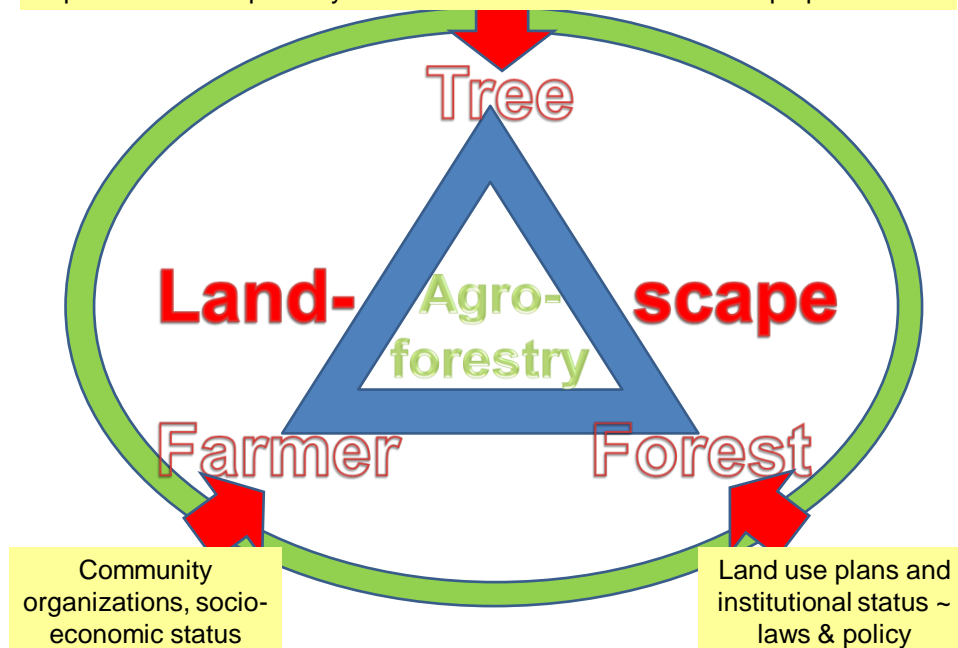 Tree
Land-
scape
Agro-
forestry
Farmer
Forest
Community
organizations, socio-
economic status
Land use plans and
institutional status ~
laws & policy